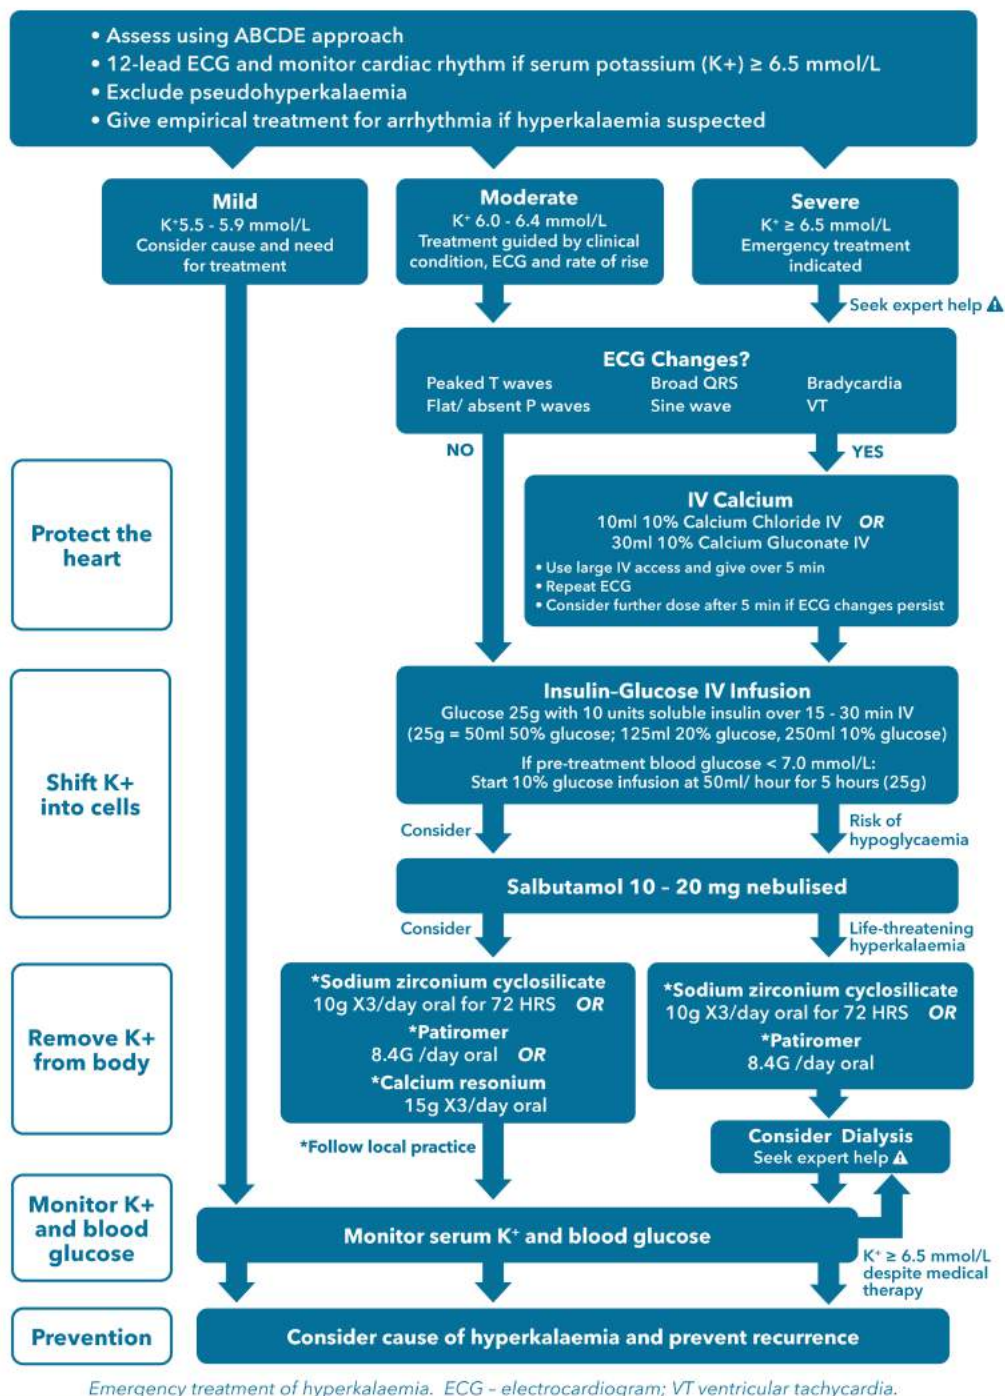 • Assess using ABCDE approach
• 12-lead ECG and monitor cardiac rhythm if serum potassium (K+) ≥ 6.5 mmol/L
• Exclude pseudohyperkalaemia
• Give empirical treatment for arrhythmia if hyperkalaemia suspected
Mild
K⁺5.5 - 5.9 mmol/L
Consider cause and need
for treatment
Moderate
K⁺ 6.0 - 6.4 mmol/L
Treatment guided by clinical
condition, ECG and rate of rise
Severe
K⁺ ≥ 6.5 mmol/L
Emergency treatment
indicated
Seek expert help
ECG Changes?
Peaked T waves Broad QRS Bradycardia
Flat/ absent P waves Sine wave VT
NO
YES
Protect the
heart
IV Calcium
10ml 10% Calcium Chloride IV OR
30ml 10% Calcium Gluconate IV
• Use large IV access and give over 5 min
• Repeat ECG
• Consider further dose after 5 min if ECG changes persist
Shift K+
into cells
Insulin–Glucose IV Infusion
Glucose 25g with 10 units soluble insulin over 15 - 30 min IV
(25g = 50ml 50% glucose; 125ml 20% glucose, 250ml 10% glucose)
If pre-treatment blood glucose < 7.0 mmol/L:
Start 10% glucose infusion at 50ml/ hour for 5 hours (25g)
Consider
Risk of
hypoglycaemia
Salbutamol 10 – 20 mg nebulised
Consider
Life-threatening
hyperkalaemia
Remove K+
from body
*Sodium zirconium cyclosilicate
10g X3/day oral for 72 HRS OR
*Patiromer
8.4G /day oral OR
*Calcium resonium
15g X3/day oral
*Sodium zirconium cyclosilicate
10g X3/day oral for 72 HRS OR
*Patiromer
8.4G /day oral
*Follow local practice
Consider Dialysis
Seek expert help
Monitor K+
and blood
glucose
Monitor serum K⁺ and blood glucose
K⁺ ≥ 6.5 mmol/L
despite medical
therapy
Prevention
Consider cause of hyperkalaemia and prevent recurrence
Emergency treatment of hyperkalaemia. ECG – electrocardiogram; VT ventricular tachycardia.